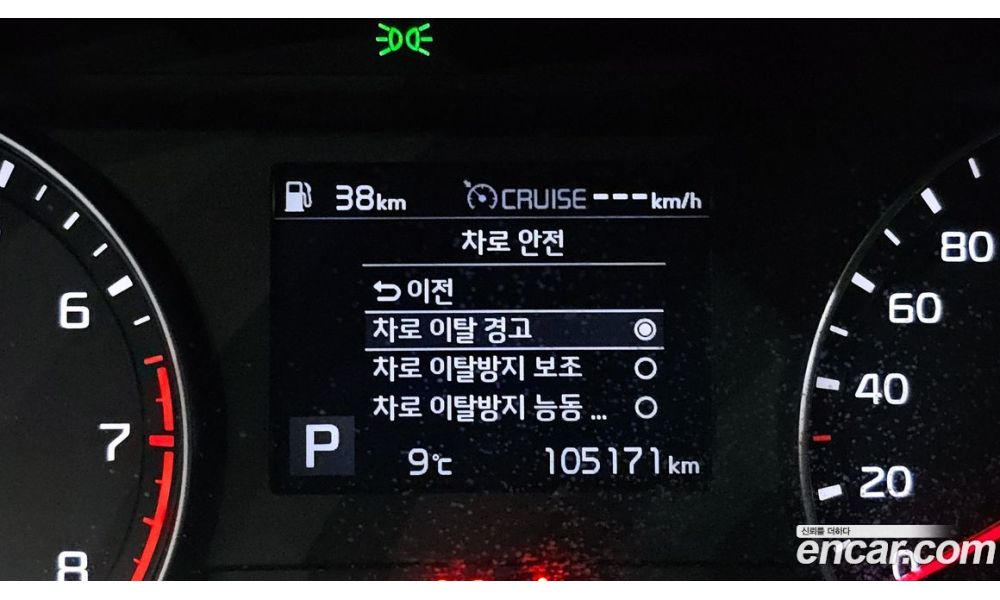 38km CRUISE ---km/h
차로 안전
이전
차로 이탈 경고
차로 이탈방지 보조
차로 이탈방지 능동 ...
P 9℃ 105171km
6
7
8
80
60
40
20
0
신뢰를 더하다
encar.com